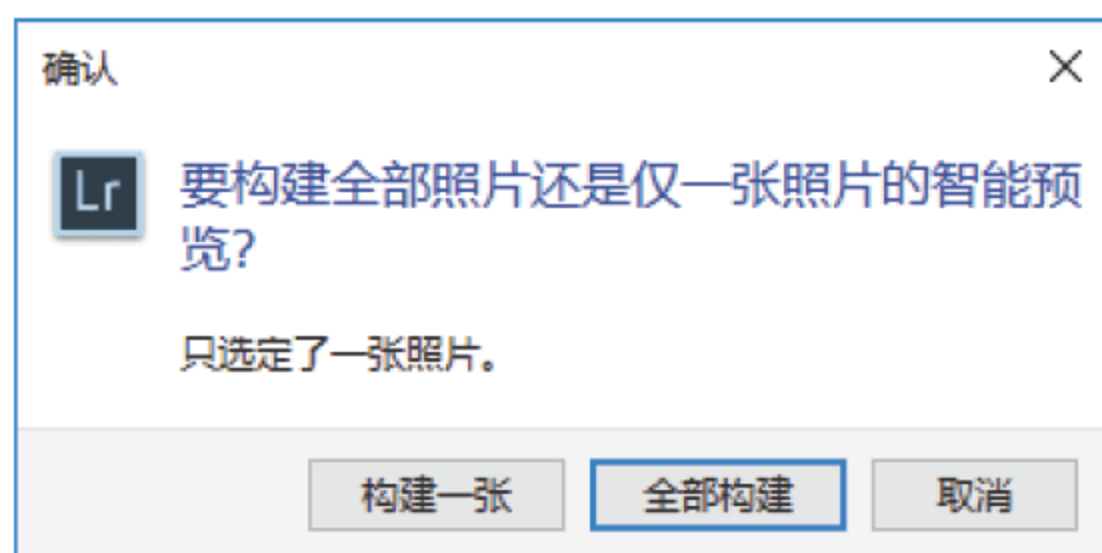 确认
Lr
要构建全部照片还是仅一张照片的智能预
览?
只选定了一张照片。
构建一张 全部构建 取消